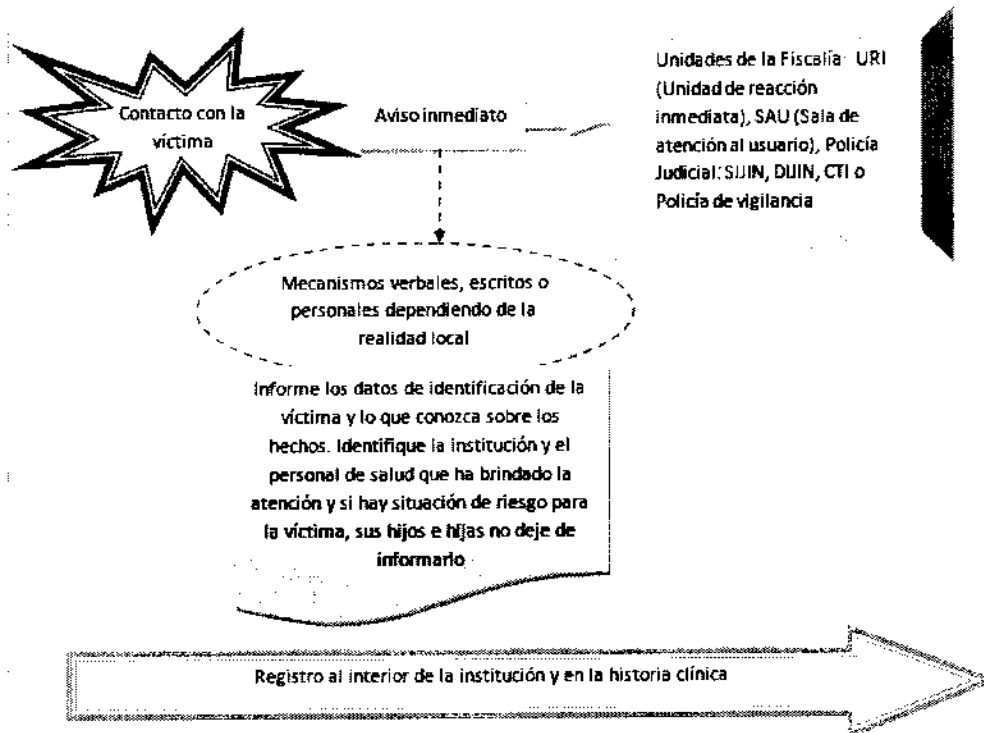 Contacto con la
víctima
Aviso inmediato
Unidades de la Fiscalía: URI
(Unidad de reacción
inmediata), SAU (Sala de
atención al usuario), Policía
Judicial: SIJIN, DIJIN, CTI o
Policía de vigilancia
Mecanismos verbales, escritos o
personales dependiendo de la
realidad local
Informe los datos de identificación de la
víctima y lo que conozca sobre los
hechos. Identifique la institución y el
personal de salud que ha brindado la
atención y si hay situación de riesgo para
la víctima, sus hijos e hijas no deje de
informarlo
Registro al interior de la institución y en la historia clínica